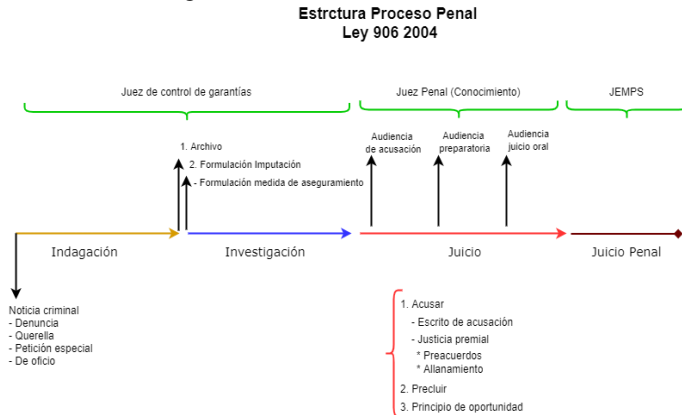 Estrctura Proceso Penal
Ley 906 2004
Juez de control de garantías
Juez Penal (Conocimiento)
JEMPS
1. Archivo
2. Formulación Imputación
- Formulación medida de aseguramiento
Audiencia
de acusación
Audiencia
preparatoria
Audiencia
juicio oral
Indagación
Investigación
Juicio
Juicio Penal
Noticia criminal
- Denuncia
- Querella
- Petición especial
- De oficio
1. Acusar
- Escrito de acusación
- Justicia premial
* Preacuerdos
* Allanamiento
2. Precluir
3. Principio de oportunidad